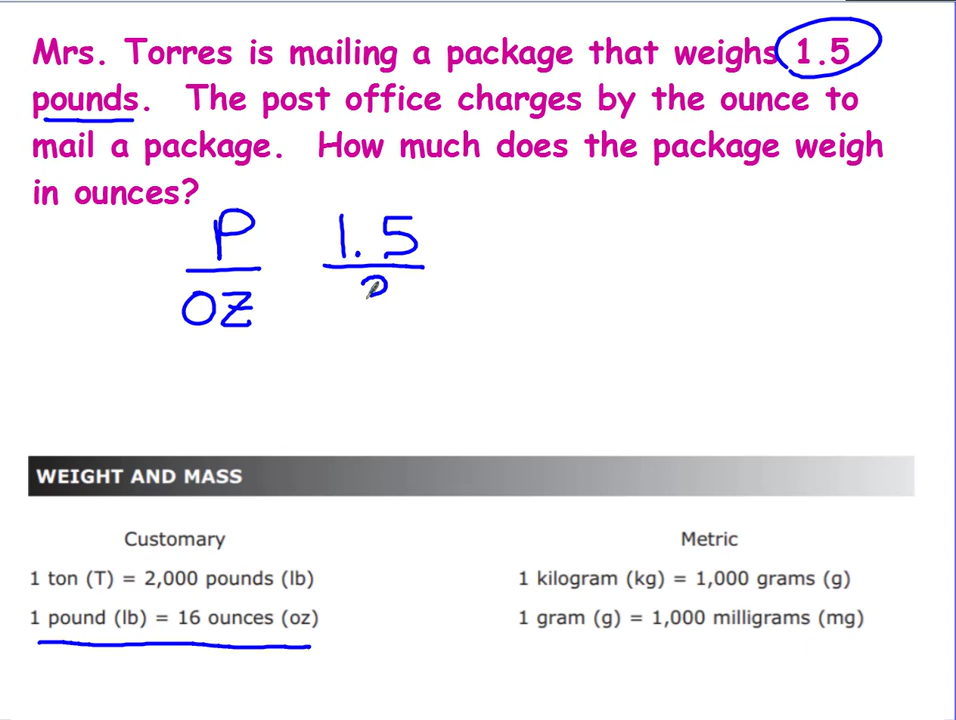 Mrs. Torres is mailing a package that weighs 1.5
pounds. The post office charges by the ounce to
mail a package. How much does the package weigh
in ounces?
P 1.5
OZ
WEIGHT AND MASS
Customary Metric
1 ton (T) = 2,000 pounds (lb) 1 kilogram (kg) = 1,000 grams (g)
1 pound (lb) = 16 ounces (oz) 1 gram (g) = 1,000 milligrams (mg)